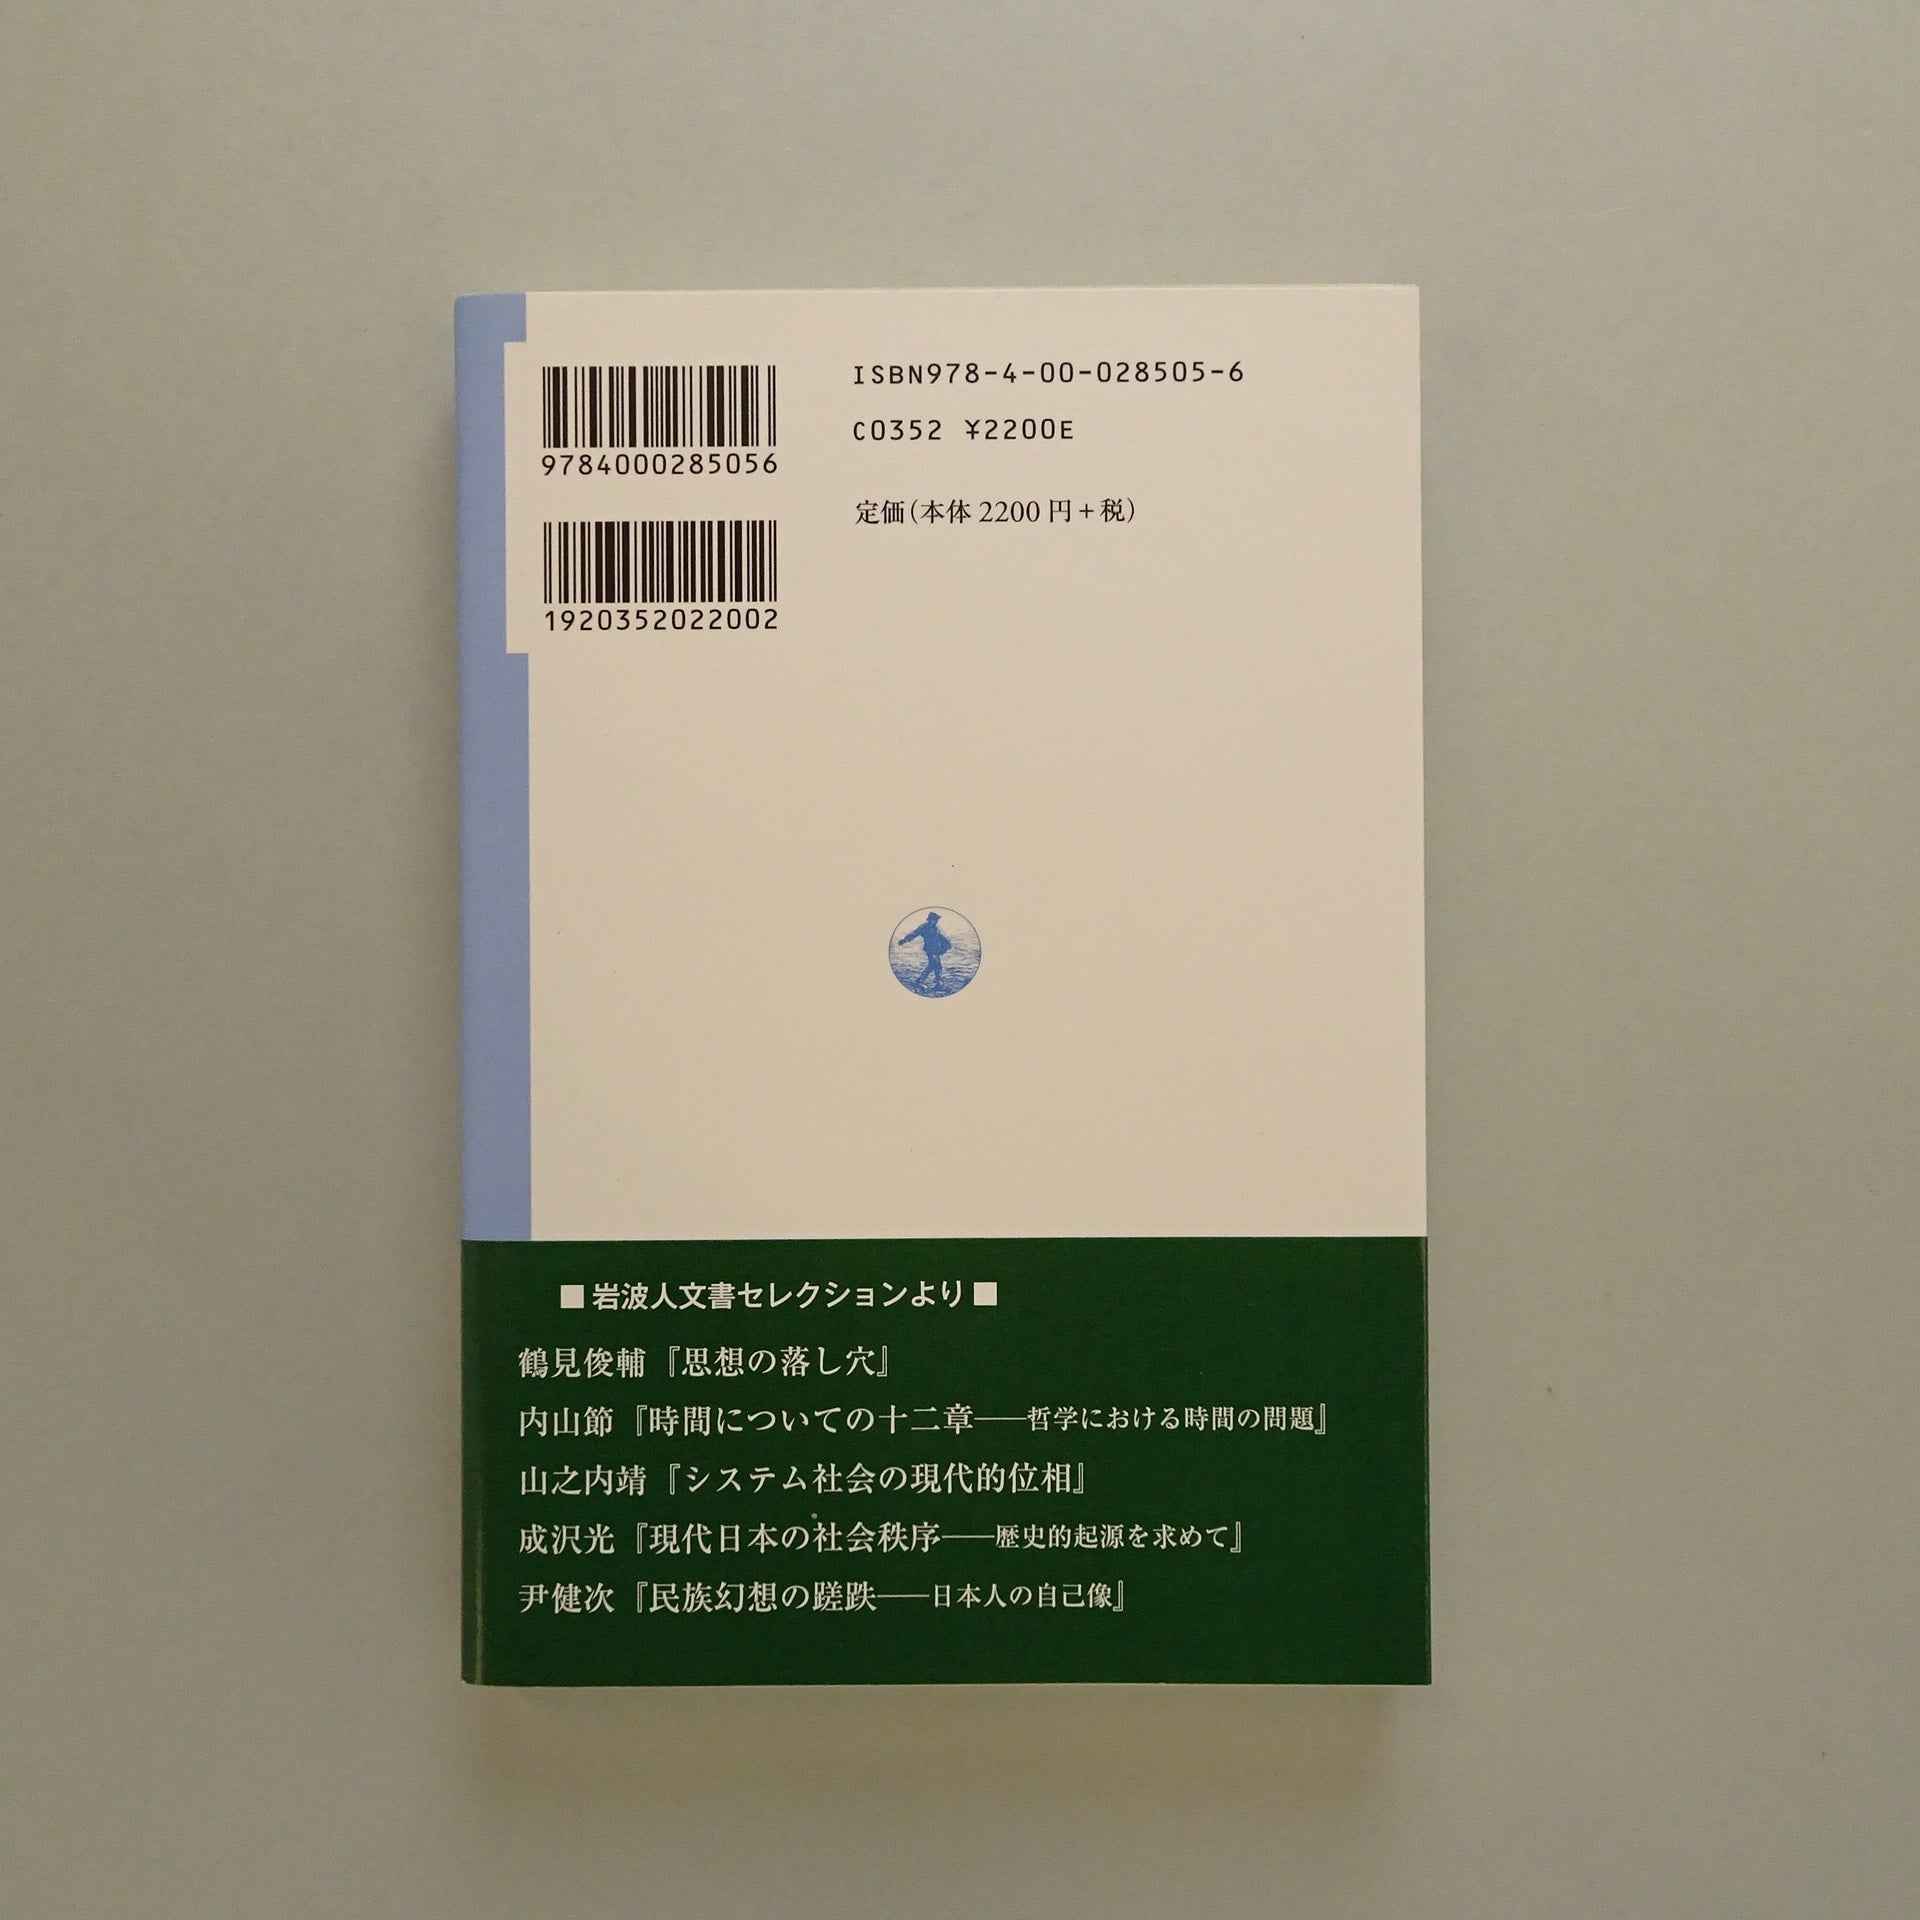 ISBN978-4-00-028505-6
C0352 ¥2200E
定価(本体2200円+税)
9784000285056
1920352022002
■岩波人文書セレクションより■
鶴見俊輔『思想の落し穴』
内山節『時間についての十二章――哲学における時間の問題』
山之内靖『システム社会の現代的位相』
成沢光『現代日本の社会秩序――歴史的起源を求めて』
尹健次『民族幻想の蹉跌――日本人の自己像』